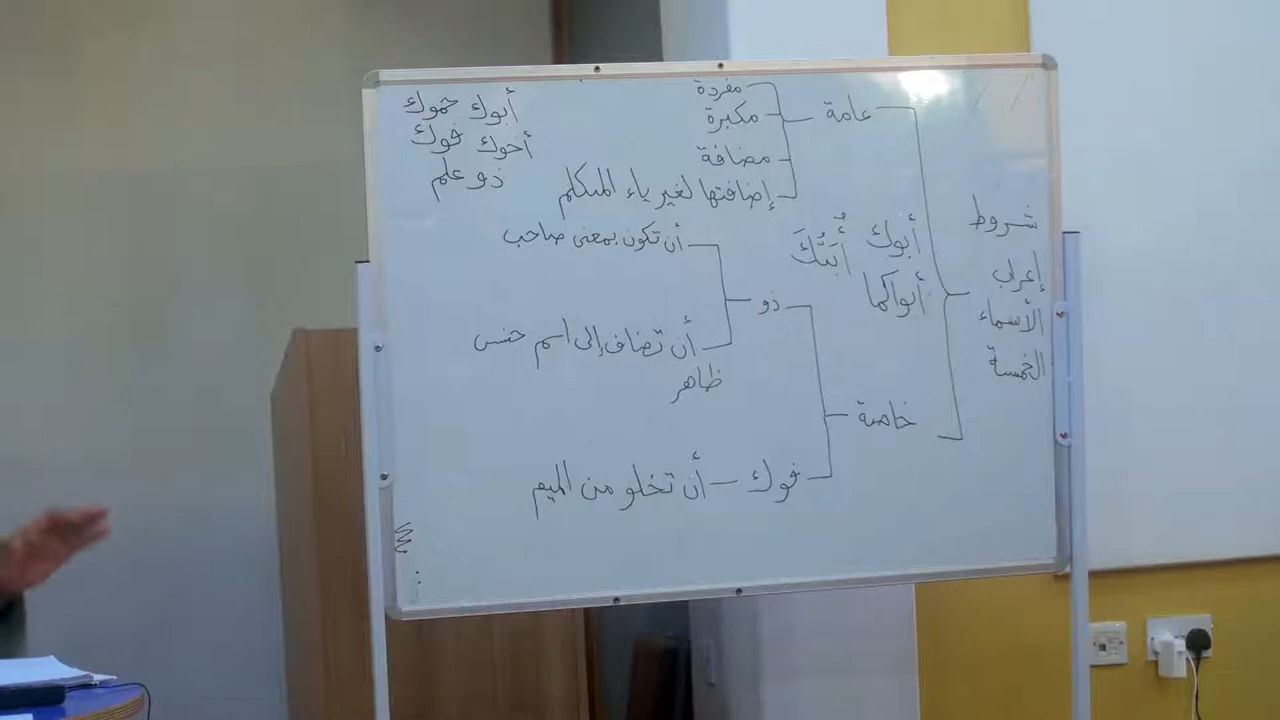 شروط
إعراب
الأسماء
الخمسة
عامة
مفردة
مكبرة
مضافة
إضافتها لغير ياء المتكلم
أبوك حموك
أخوك فوك
ذو علم
أبوك أُبَيُّكَ
أبواكما
خاصة
ذو
أن تكون بمعنى صاحب
أن تضاف إلى اسم جنس
ظاهر
فوك – أن تخلو من الميم